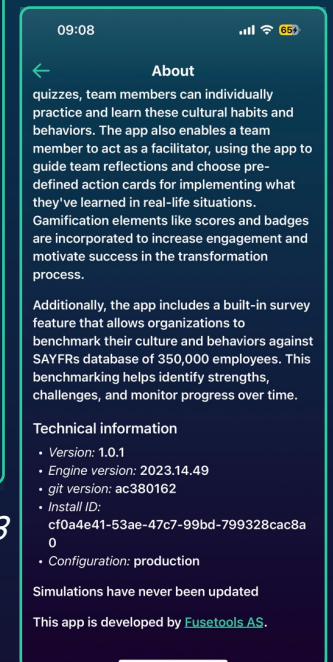 09:08
65
About
quizzes, team members can individually
practice and learn these cultural habits and
behaviors. The app also enables a team
member to act as a facilitator, using the app to
guide team reflections and choose pre-
defined action cards for implementing what
they've learned in real-life situations.
Gamification elements like scores and badges
are incorporated to increase engagement and
motivate success in the transformation
process.
Additionally, the app includes a built-in survey
feature that allows organizations to
benchmark their culture and behaviors against
SAYFRs database of 350,000 employees. This
benchmarking helps identify strengths,
challenges, and monitor progress over time.
Technical information
• Version: 1.0.1
• Engine version: 2023.14.49
• git version: ac380162
• Install ID:
cf0a4e41-53ae-47c7-99bd-799328cac8a
0
• Configuration: production
Simulations have never been updated
This app is developed by Fusetools AS.
3